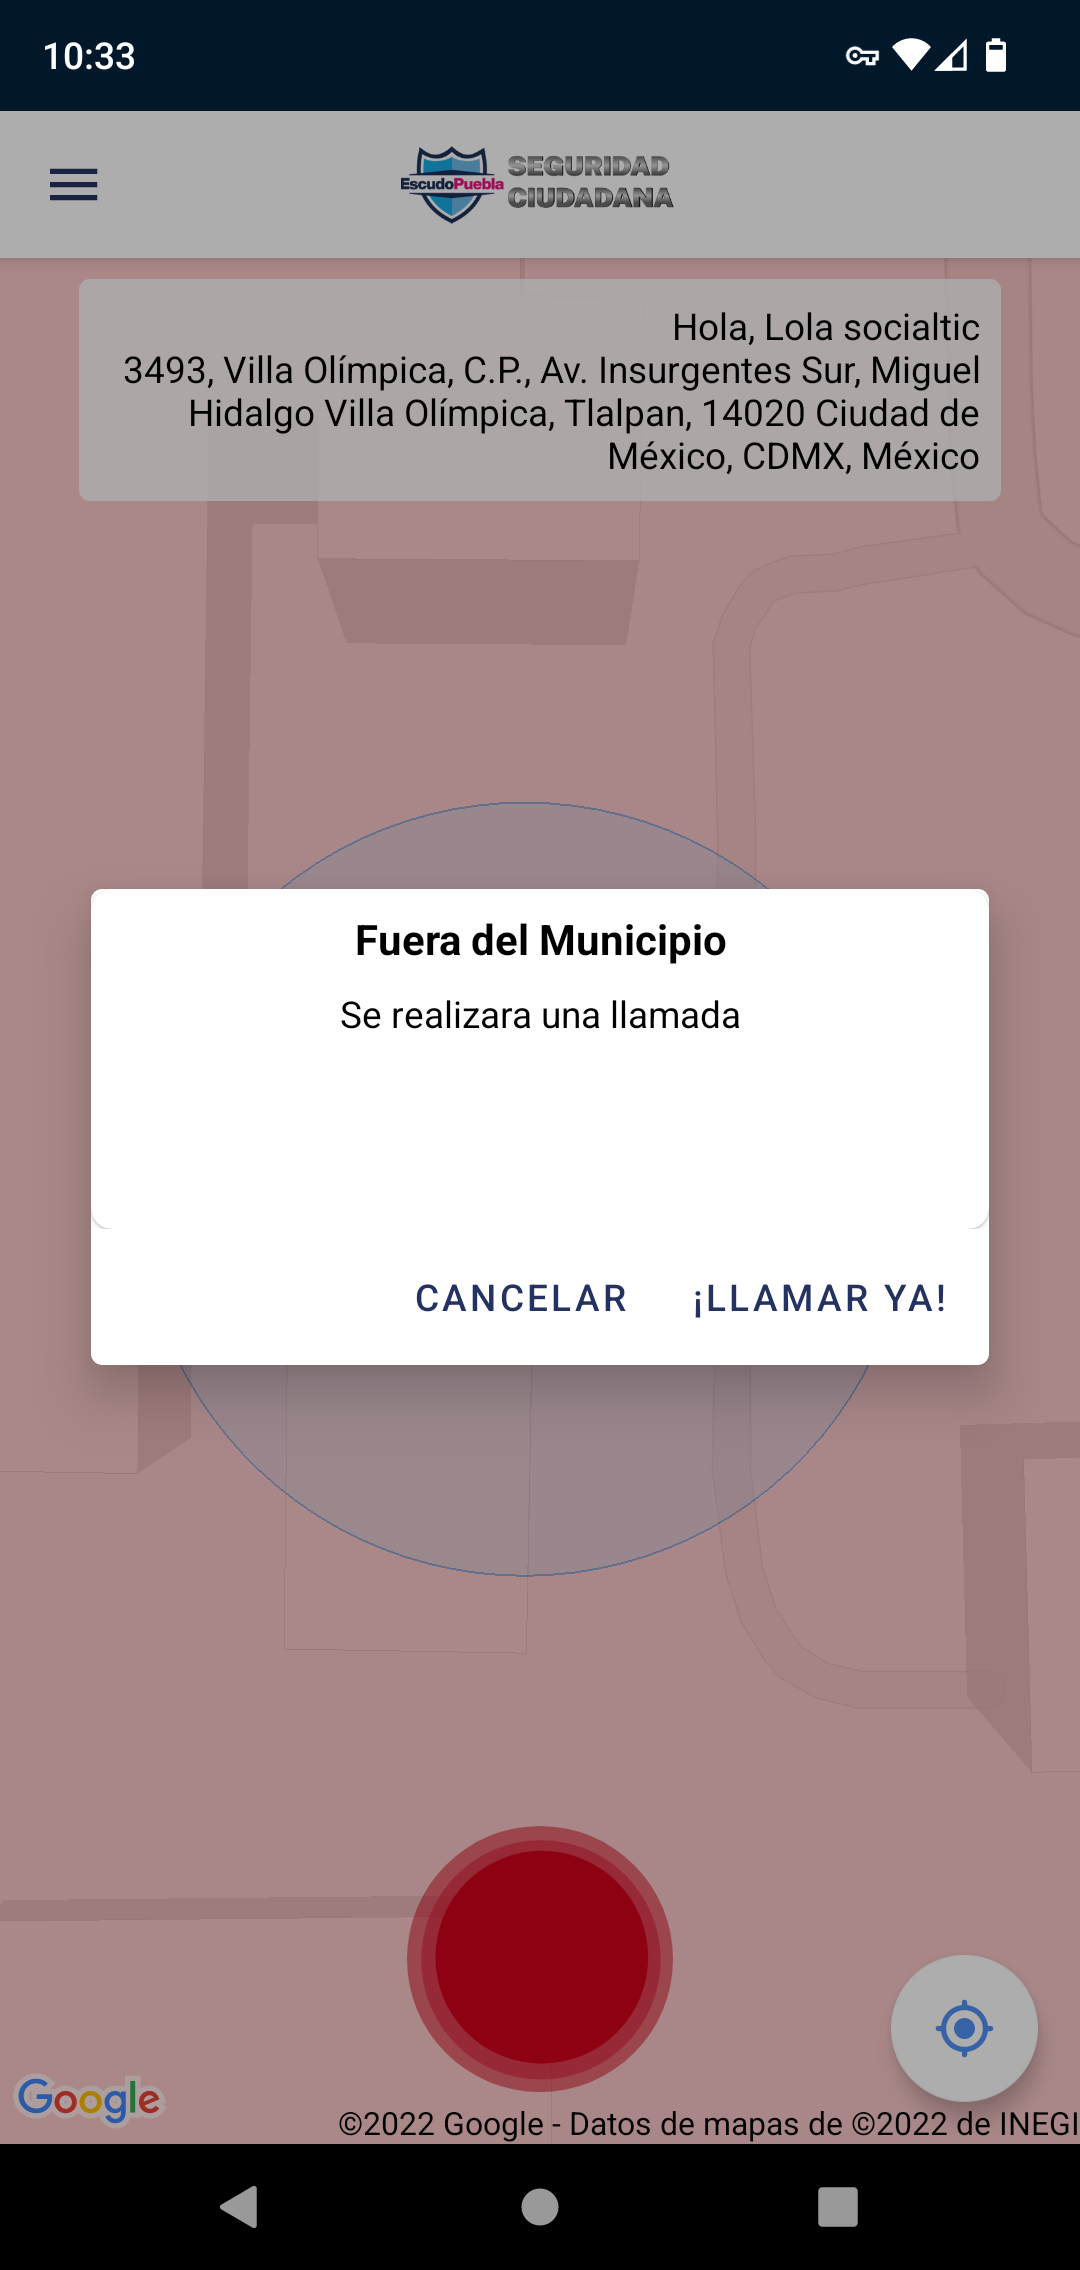 10:33
EscudoPuebla
SEGURIDAD
CIUDADANA
Hola, Lola socialtic
3493, Villa Olímpica, C.P., Av. Insurgentes Sur, Miguel
Hidalgo Villa Olímpica, Tlalpan, 14020 Ciudad de
México, CDMX, México
Fuera del Municipio
Se realizara una llamada
CANCELAR ¡LLAMAR YA!
Google
©2022 Google - Datos de mapas de ©2022 de INEGI